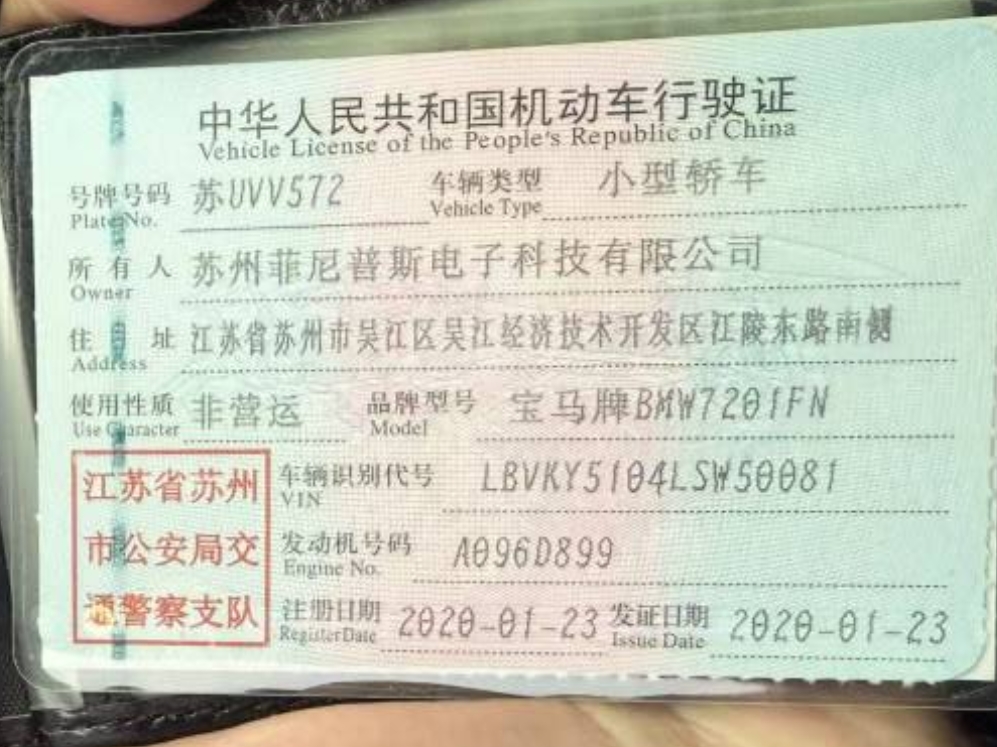 中华人民共和国机动车行驶证
Vehicle License of the People's Republic of China
号牌号码 苏UVV572 车辆类型 小型轿车
Plate No. Vehicle Type
所有人 苏州菲尼普斯电子科技有限公司
Owner
住址 江苏省苏州市吴江区吴江经济技术开发区江陵东路南侧
Address
使用性质 非营运 品牌型号 宝马牌BMW7201FN
Use Character Model
江苏省苏州
市公安局交
通警察支队
车辆识别代号 LBVKY5104LSW50081
VIN
发动机号码 A096D899
Engine No.
注册日期 2020-01-23 发证日期 2020-01-23
Register Date Issue Date